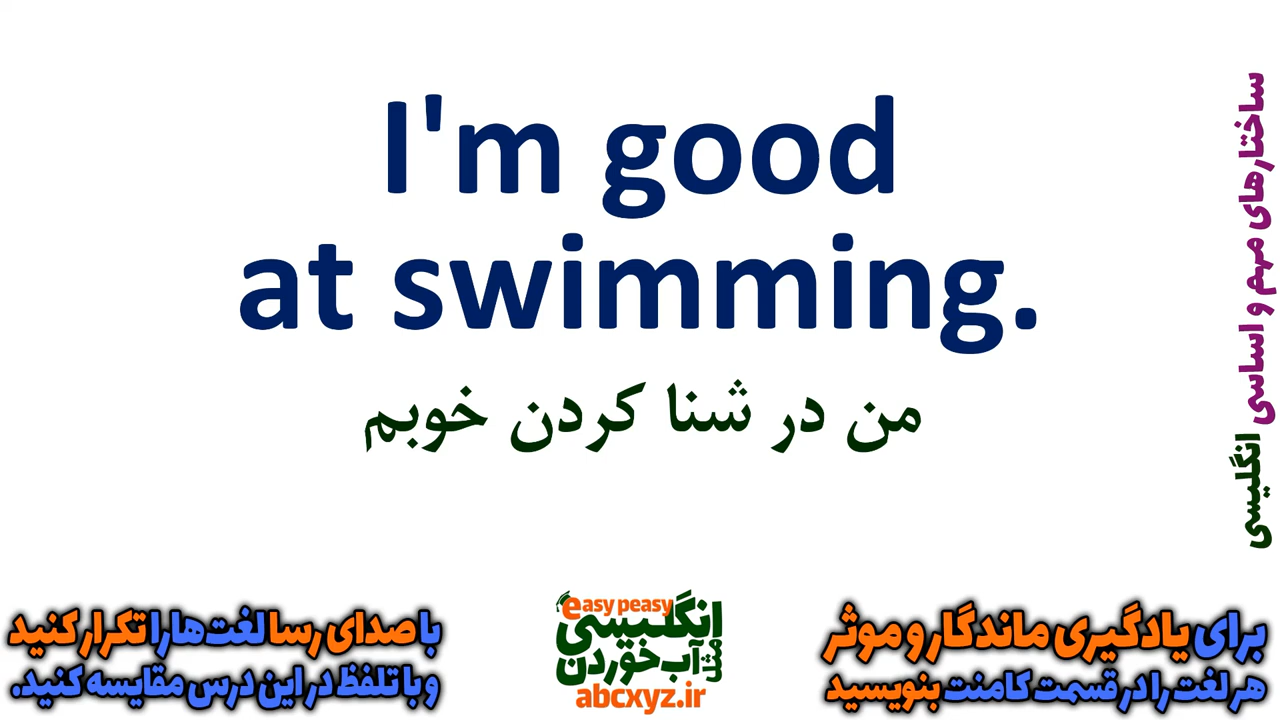 I'm good
at swimming.
من در شنا کردن خوبم
ساختارهای مهم و اساسی انگلیسی
برای یادگیری ماندگار و موثر
هر لغت را در قسمت کامنت بنویسید
easy peasy
انگلیسی
مثل
آب خوردن
abcxyz.ir
با صدای رسا لغت‌ها را تکرار کنید
و با تلفظ در این درس مقایسه کنید.